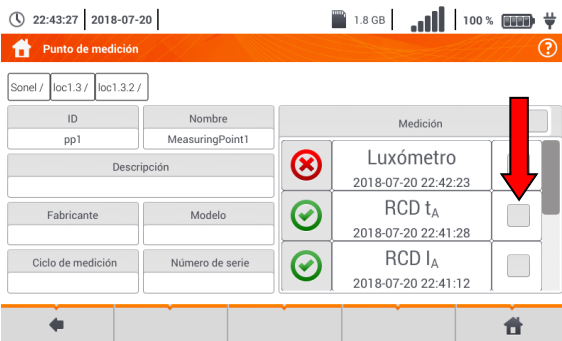 22:43:27 2018-07-20 1.8 GB 100 %
Punto de medición ?
Sonel / loc1.3 / loc1.3.2 /
ID Nombre Medición
pp1 MeasuringPoint1
Descripción
Luxómetro
2018-07-20 22:42:23
Fabricante Modelo
RCD tA
2018-07-20 22:41:28
Ciclo de medición Número de serie
RCD IA
2018-07-20 22:41:12